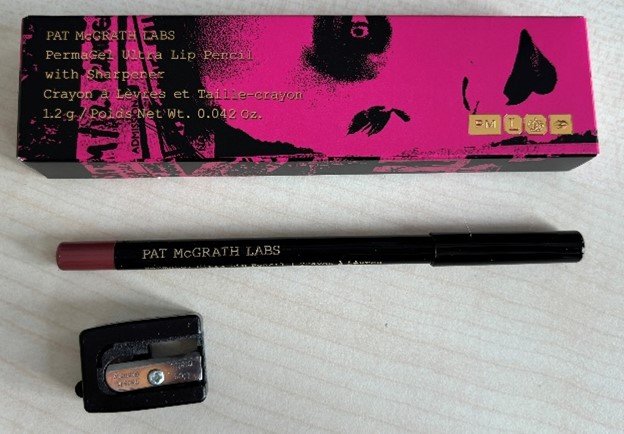 PAT McGRATH LABS
PermaGel Ultra Lip Pencil
with Sharpener
Crayon à Lèvres et Taille-crayon
1.2 g / Poids Net Wt. 0.042 Oz.
PM L
PAT McGRATH LABS